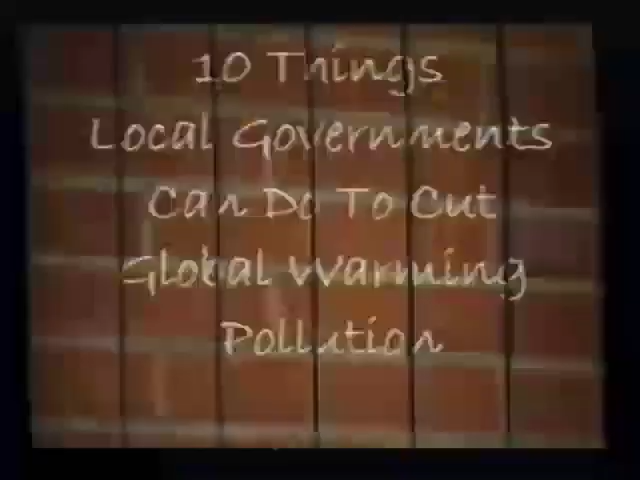 10 Things
Local Governments
Can Do To Cut
Global Warming
Pollution